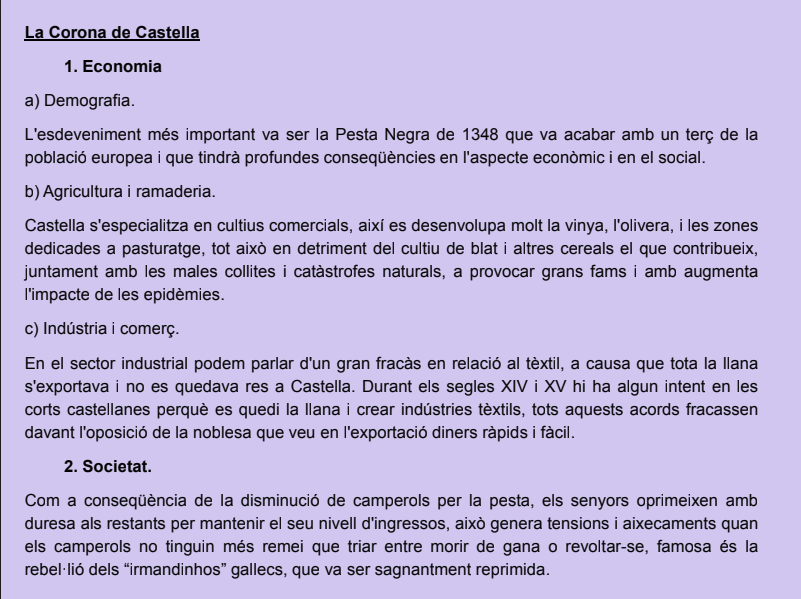 La Corona de Castella
1. Economia
a) Demografia.
L'esdeveniment més important va ser la Pesta Negra de 1348 que va acabar amb un terç de la
població europea i que tindrà profundes conseqüències en l'aspecte econòmic i en el social.
b) Agricultura i ramaderia.
Castella s'especialitza en cultius comercials, així es desenvolupa molt la vinya, l'olivera, i les zones
dedicades a pasturatge, tot això en detriment del cultiu de blat i altres cereals el que contribueix,
juntament amb les males collites i catàstrofes naturals, a provocar grans fams i amb augmenta
l'impacte de les epidèmies.
c) Indústria i comerç.
En el sector industrial podem parlar d'un gran fracàs en relació al tèxtil, a causa que tota la llana
s'exportava i no es quedava res a Castella. Durant els segles XIV i XV hi ha algun intent en les
corts castellanes perquè es quedi la llana i crear indústries tèxtils, tots aquests acords fracassen
davant l'oposició de la noblesa que veu en l'exportació diners ràpids i fàcil.
2. Societat.
Com a conseqüència de la disminució de camperols per la pesta, els senyors oprimeixen amb
duresa als restants per mantenir el seu nivell d'ingressos, això genera tensions i aixecaments quan
els camperols no tinguin més remei que triar entre morir de gana o revoltar-se, famosa és la
rebel·lió dels “irmandinhos” gallecs, que va ser sagnantment reprimida.